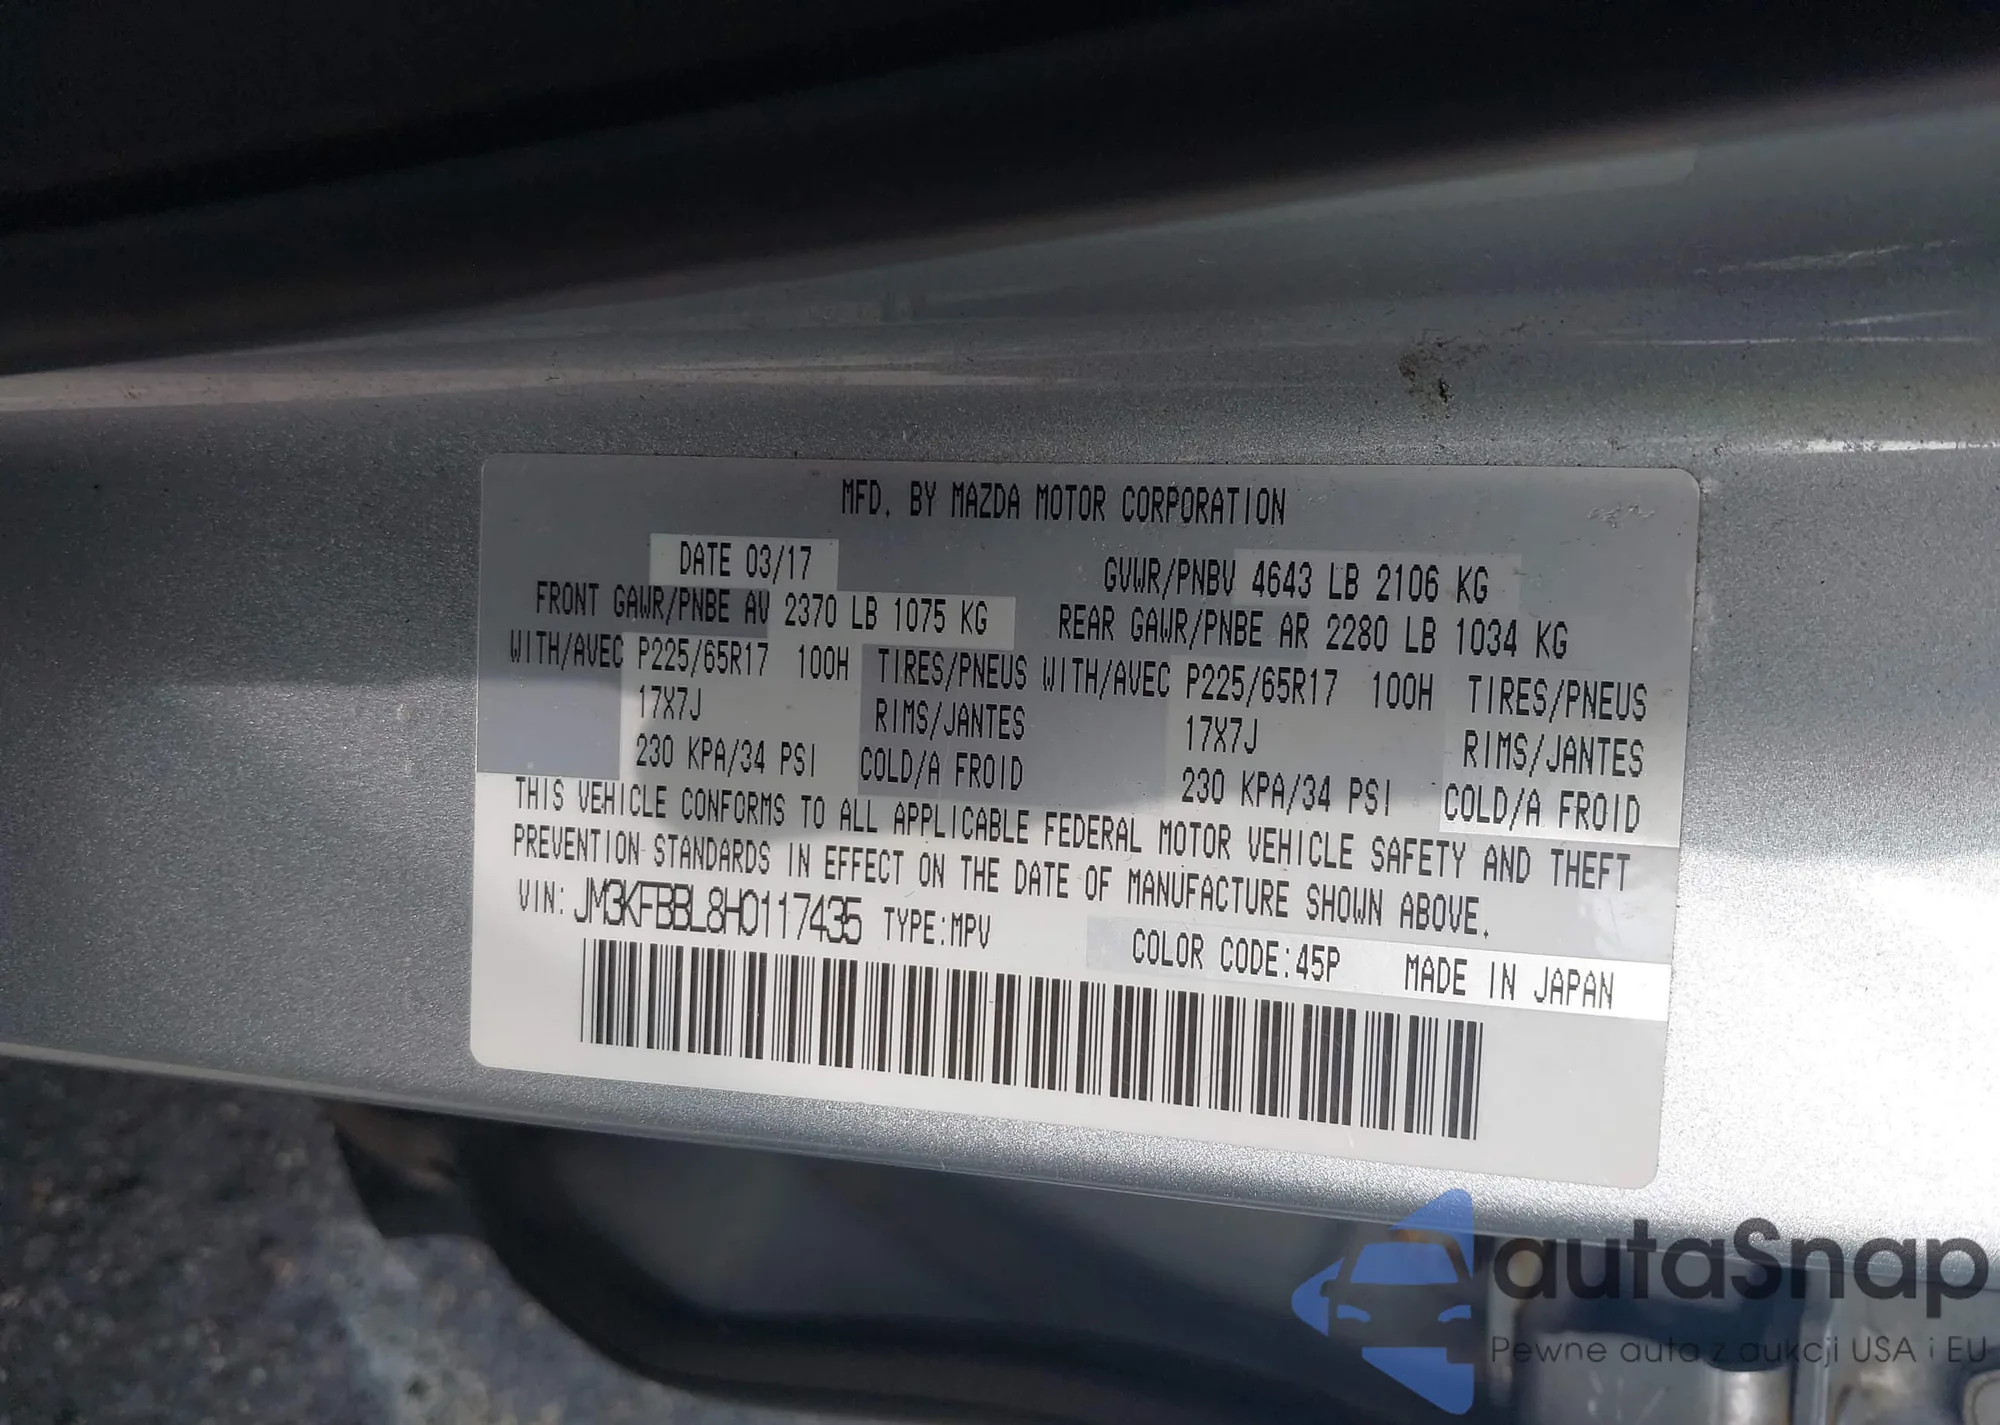 MFD. BY MAZDA MOTOR CORPORATION
DATE 03/17 GVWR/PNBV 4643 LB 2106 KG
FRONT GAWR/PNBE AV 2370 LB 1075 KG REAR GAWR/PNBE AR 2280 LB 1034 KG
WITH/AVEC P225/65R17 100H TIRES/PNEUS WITH/AVEC P225/65R17 100H TIRES/PNEUS
17X7J RIMS/JANTES 17X7J RIMS/JANTES
230 KPA/34 PSI COLD/A FROID 230 KPA/34 PSI COLD/A FROID
THIS VEHICLE CONFORMS TO ALL APPLICABLE FEDERAL MOTOR VEHICLE SAFETY AND THEFT
PREVENTION STANDARDS IN EFFECT ON THE DATE OF MANUFACTURE SHOWN ABOVE.
VIN: JM3KFBBL8H0117435 TYPE:MPV COLOR CODE:45P MADE IN JAPAN
autaSnap
Pewne auta z aukcji USA i EU